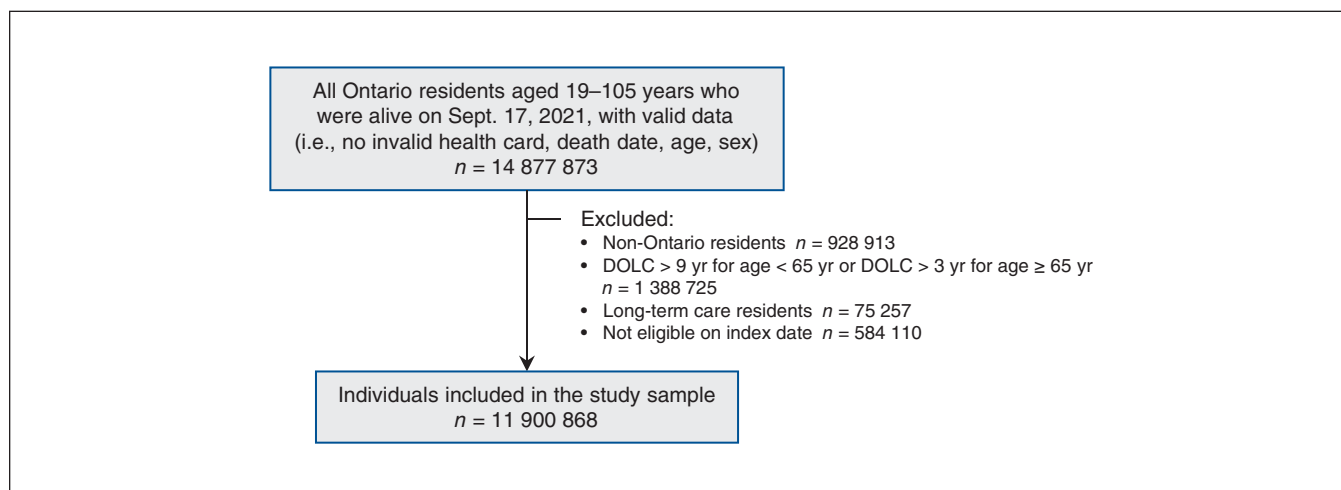 All Ontario residents aged 19–105 years who
were alive on Sept. 17, 2021, with valid data
(i.e., no invalid health card, death date, age, sex)
n = 14 877 873
Excluded:
• Non-Ontario residents n = 928 913
• DOLC > 9 yr for age < 65 yr or DOLC > 3 yr for age ≥ 65 yr
n = 1 388 725
• Long-term care residents n = 75 257
• Not eligible on index date n = 584 110
Individuals included in the study sample
n = 11 900 868